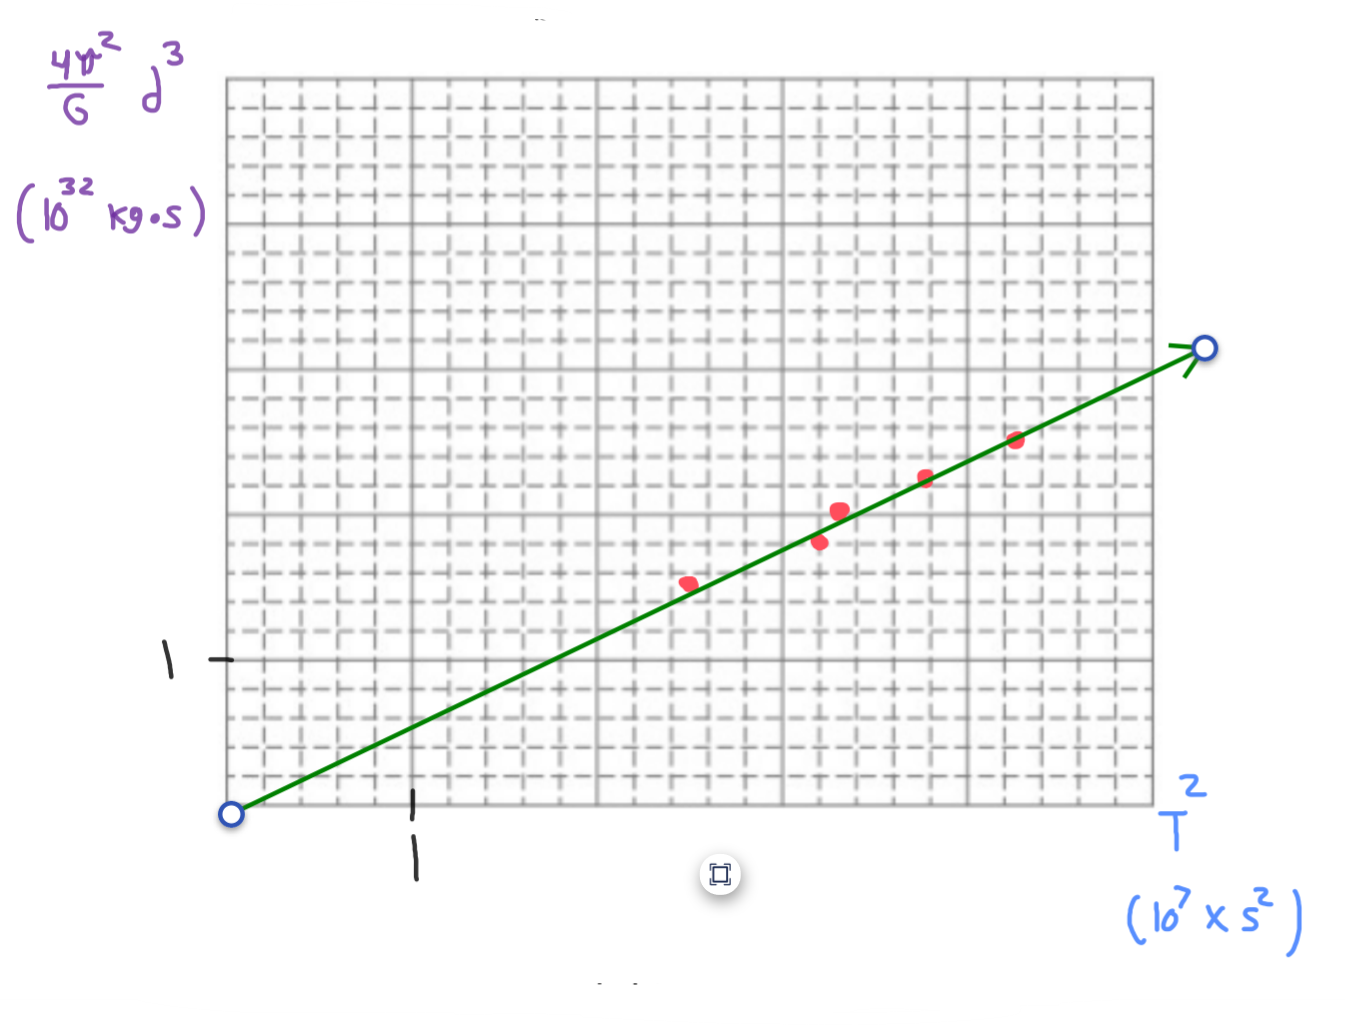 4π² / G d³
(10³² kg·s)
1
1
T²
(10⁷ × s²)